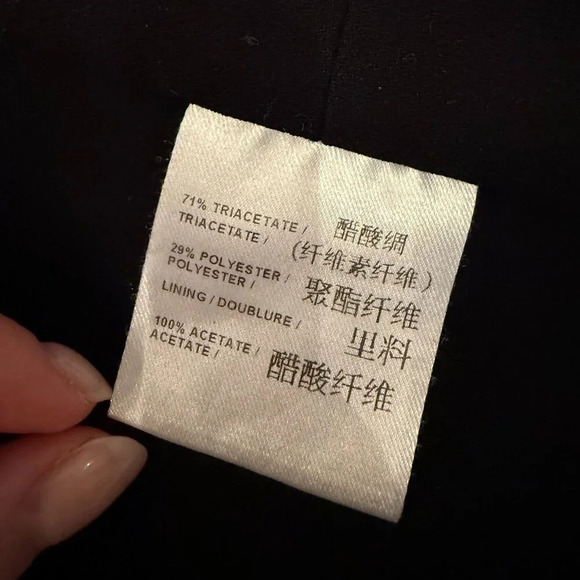 71% TRIACETATE / 醋酸绸
TRIACETATE / (纤维素纤维)
29% POLYESTER / 聚酯纤维
POLYESTER /
LINING / DOUBLURE / 里料
100% ACETATE / 醋酸纤维
ACETATE /